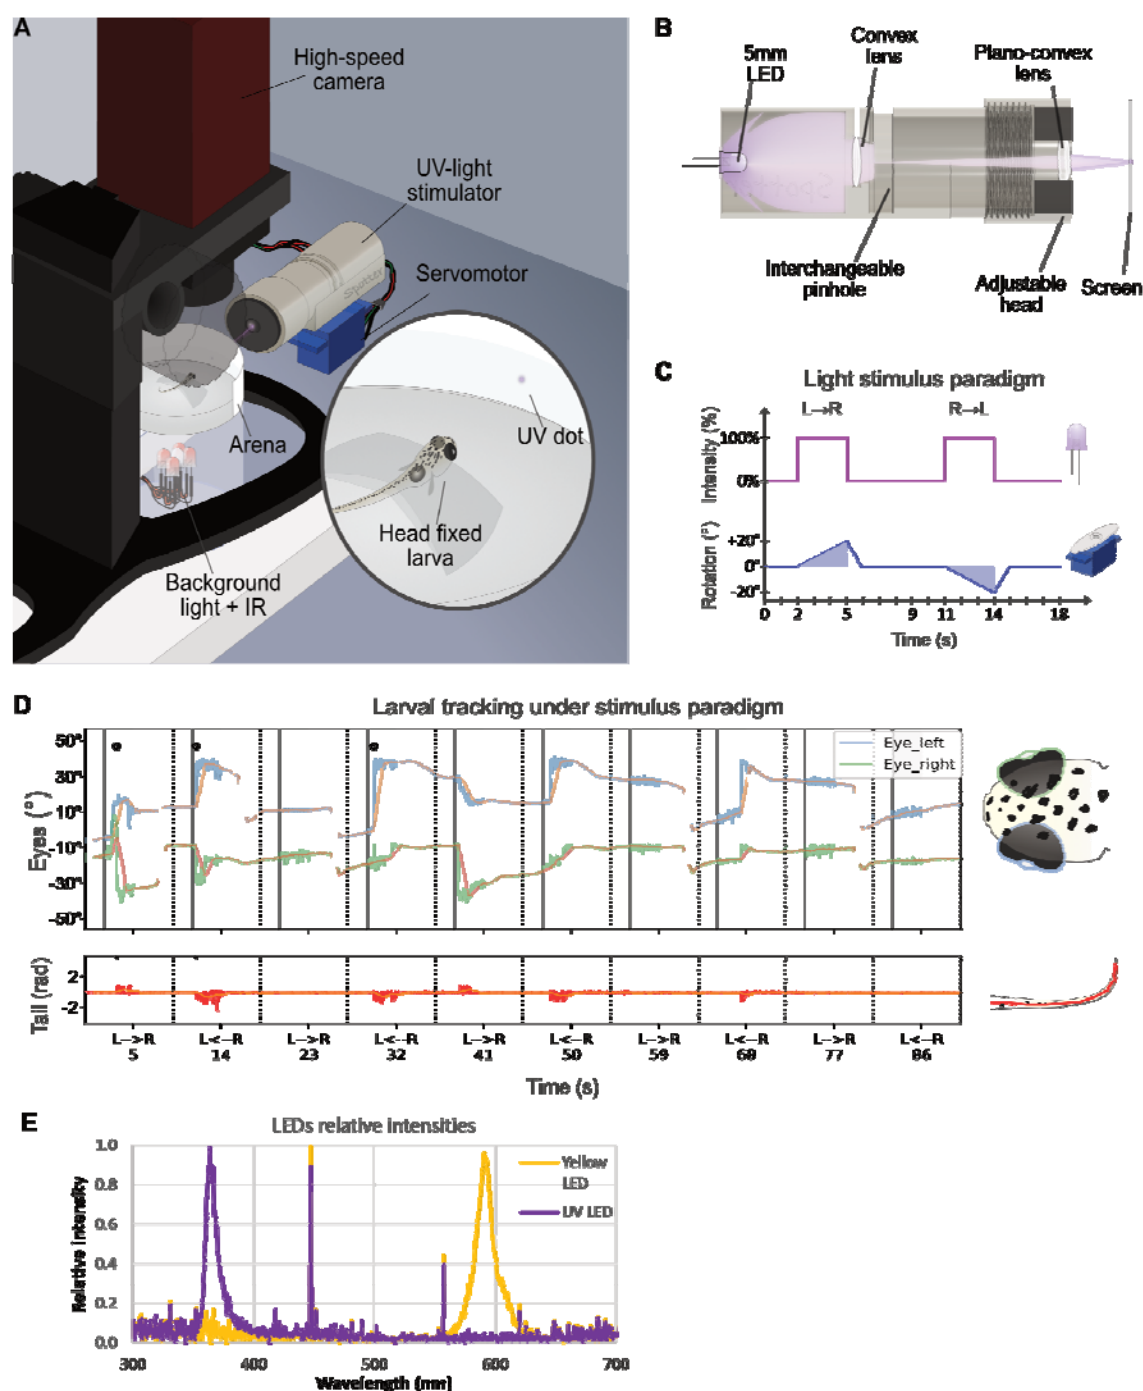 A
High-speed
camera
UV-light
stimulator
Spottix
Servomotor
Arena
UV dot
Head fixed
larva
Background
light + IR
B
5mm
LED
Convex
lens
Plano-convex
lens
Interchangeable
pinhole
Adjustable
head
Screen
C
Light stimulus paradigm
L→R
R→L
Intensity (%)
100%
0%
Rotation (°)
+20°
0°
-20°
0 2 5 9 11 14 18
Time (s)
D
Larval tracking under stimulus paradigm
Eye_left
Eye_right
Eyes (°)
50°
30°
10°
-10°
-30°
-50°
Tail (rad)
2
-2
L-->R L<--R L-->R L<--R L-->R L<--R L-->R L<--R L-->R L<--R
5 14 23 32 41 50 59 68 77 86
Time (s)
E
LEDs relative intensities
Yellow
LED
UV LED
Relative intensity
1.0
0.8
0.6
0.4
0.2
0.0
300 400 500 600 700
Wavelength [nm]